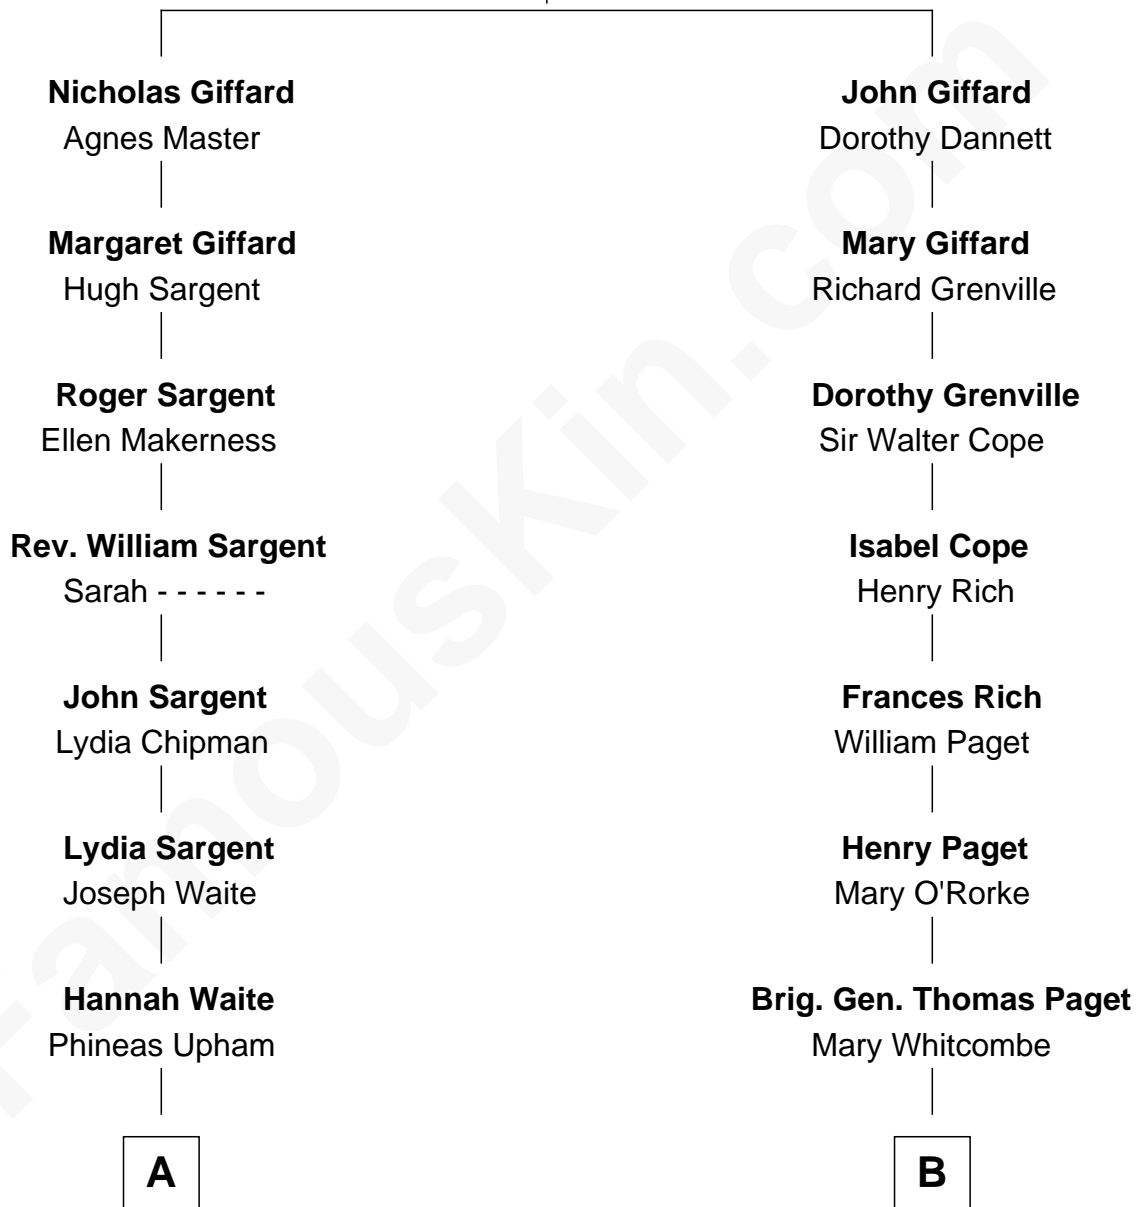 Nicholas Giffard
Agnes Master
Margaret Giffard
Hugh Sargent
Roger Sargent
Ellen Makerness
Rev. William Sargent
Sarah - - - - - -
John Sargent
Lydia Chipman
Lydia Sargent
Joseph Waite
Hannah Waite
Phineas Upham
A
John Giffard
Dorothy Dannett
Mary Giffard
Richard Grenville
Dorothy Grenville
Sir Walter Cope
Isabel Cope
Henry Rich
Frances Rich
William Paget
Henry Paget
Mary O'Rorke
Brig. Gen. Thomas Paget
Mary Whitcombe
B
FamousKin.com